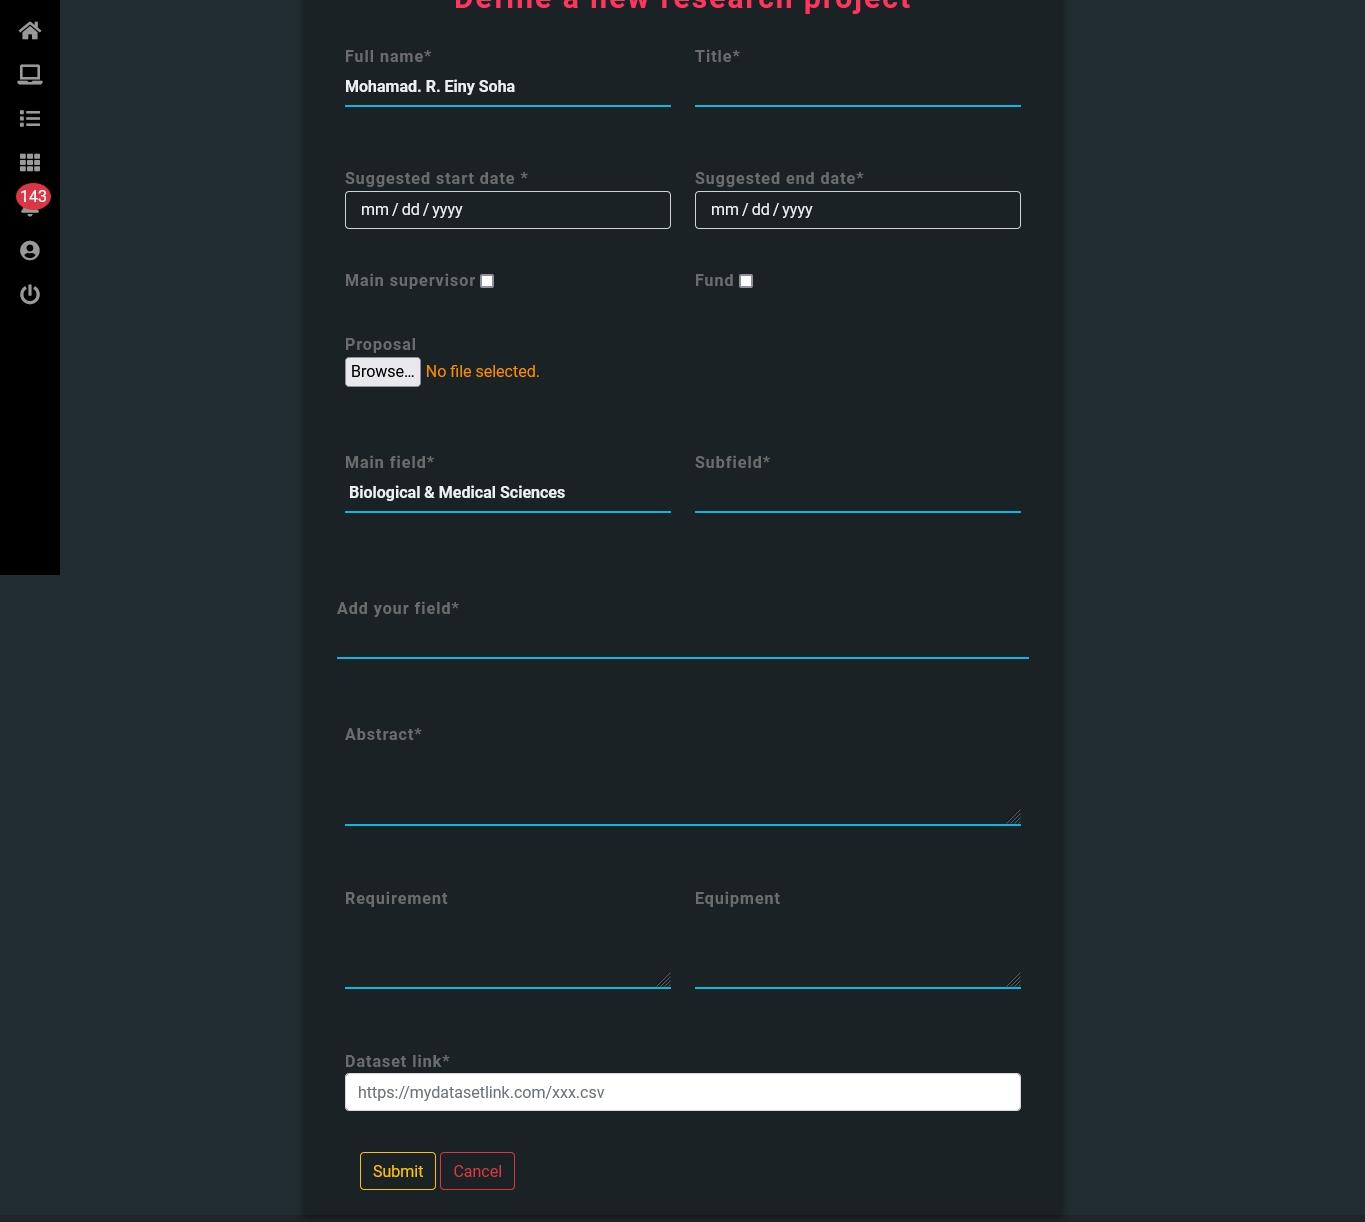 Define a new research project
Full name*
Title*
Mohamad. R. Einy Soha
Suggested start date *
Suggested end date*
mm / dd / yyyy
mm / dd / yyyy
143
Main supervisor
Fund
Proposal
Browse...
No file selected.
Main field*
Subfield*
Biological & Medical Sciences
Add your field*
Abstract*
Requirement
Equipment
Dataset link*
https://mydatasetlink.com/xxx.csv
Submit
Cancel